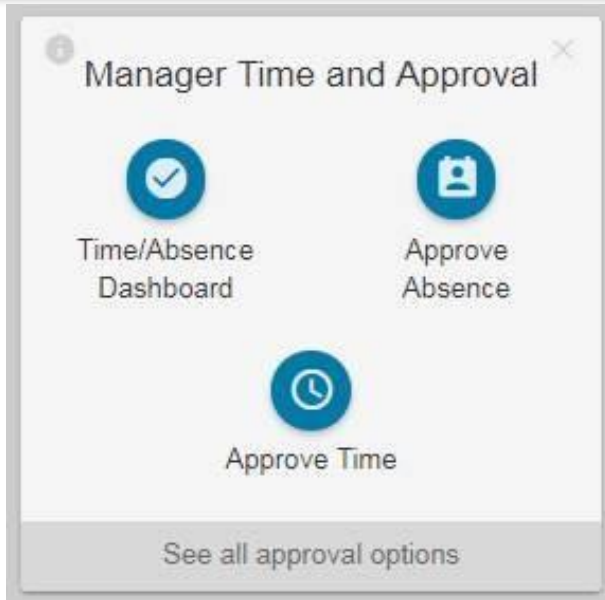 Manager Time and Approval
Time/Absence
Dashboard
Approve
Absence
Approve Time
See all approval options